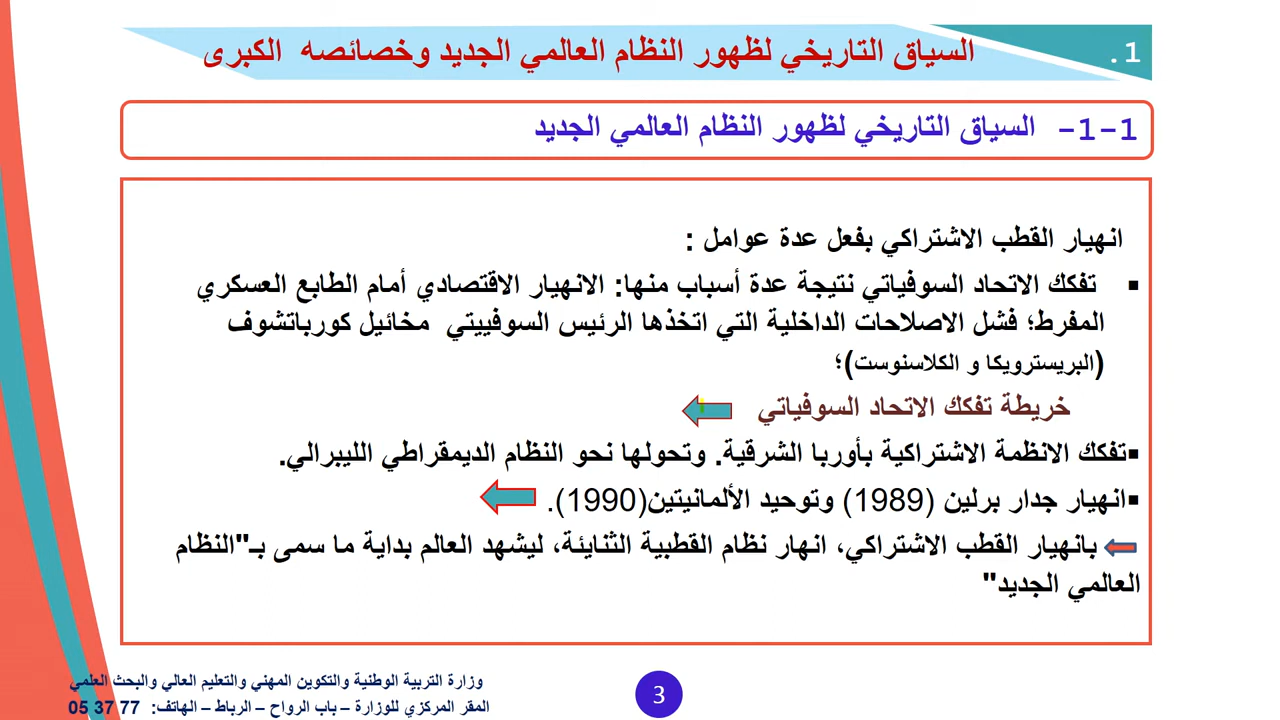 1.
السياق التاريخي لظهور النظام العالمي الجديد وخصائصه الكبرى
1-1- السياق التاريخي لظهور النظام العالمي الجديد
انهيار القطب الاشتراكي بفعل عدة عوامل :
▪ تفكك الاتحاد السوفياتي نتيجة عدة أسباب منها: الانهيار الاقتصادي أمام الطابع العسكري
المفرط؛ فشل الاصلاحات الداخلية التي اتخذها الرئيس السوفييتي مخائيل كورباتشوف
(البريسترويكا و الكلاسنوست)؛
خريطة تفكك الاتحاد السوفياتي
▪تفكك الانظمة الاشتراكية بأوربا الشرقية. وتحولها نحو النظام الديمقراطي الليبرالي.
▪انهيار جدار برلين (1989) وتوحيد الألمانيتين(1990).
بانهيار القطب الاشتراكي، انهار نظام القطبية الثنايئة، ليشهد العالم بداية ما سمى بـ"النظام
العالمي الجديد"
وزارة التربية الوطنية والتكوين المهني والتعليم العالي والبحث العلمي
المقر المركزي للوزارة – باب الرواح – الرباط – الهاتف: 77 37 05
3